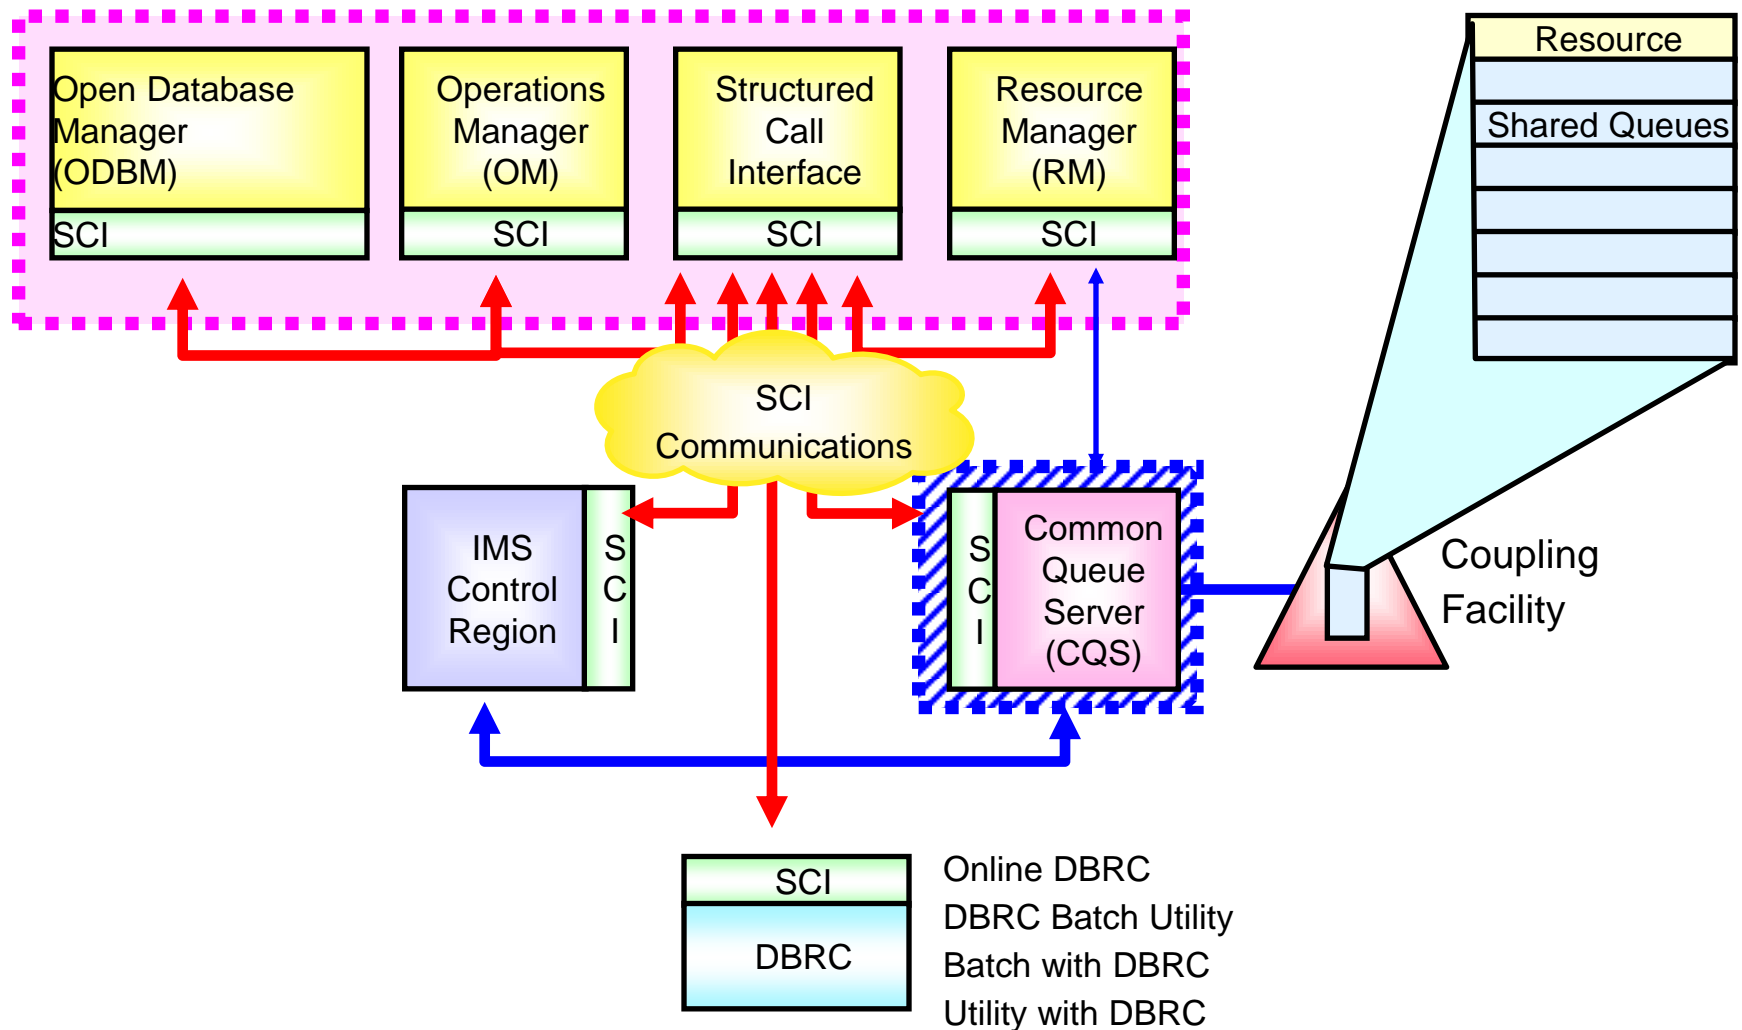 Open Database
Manager
(ODBM)
SCI
Operations
Manager
(OM)
SCI
Structured
Call
Interface
SCI
Resource
Manager
(RM)
SCI
Resource
Shared Queues
SCI
Communications
IMS
Control
Region
S
C
I
S
C
I
Common
Queue
Server
(CQS)
Coupling
Facility
SCI
DBRC
Online DBRC
DBRC Batch Utility
Batch with DBRC
Utility with DBRC